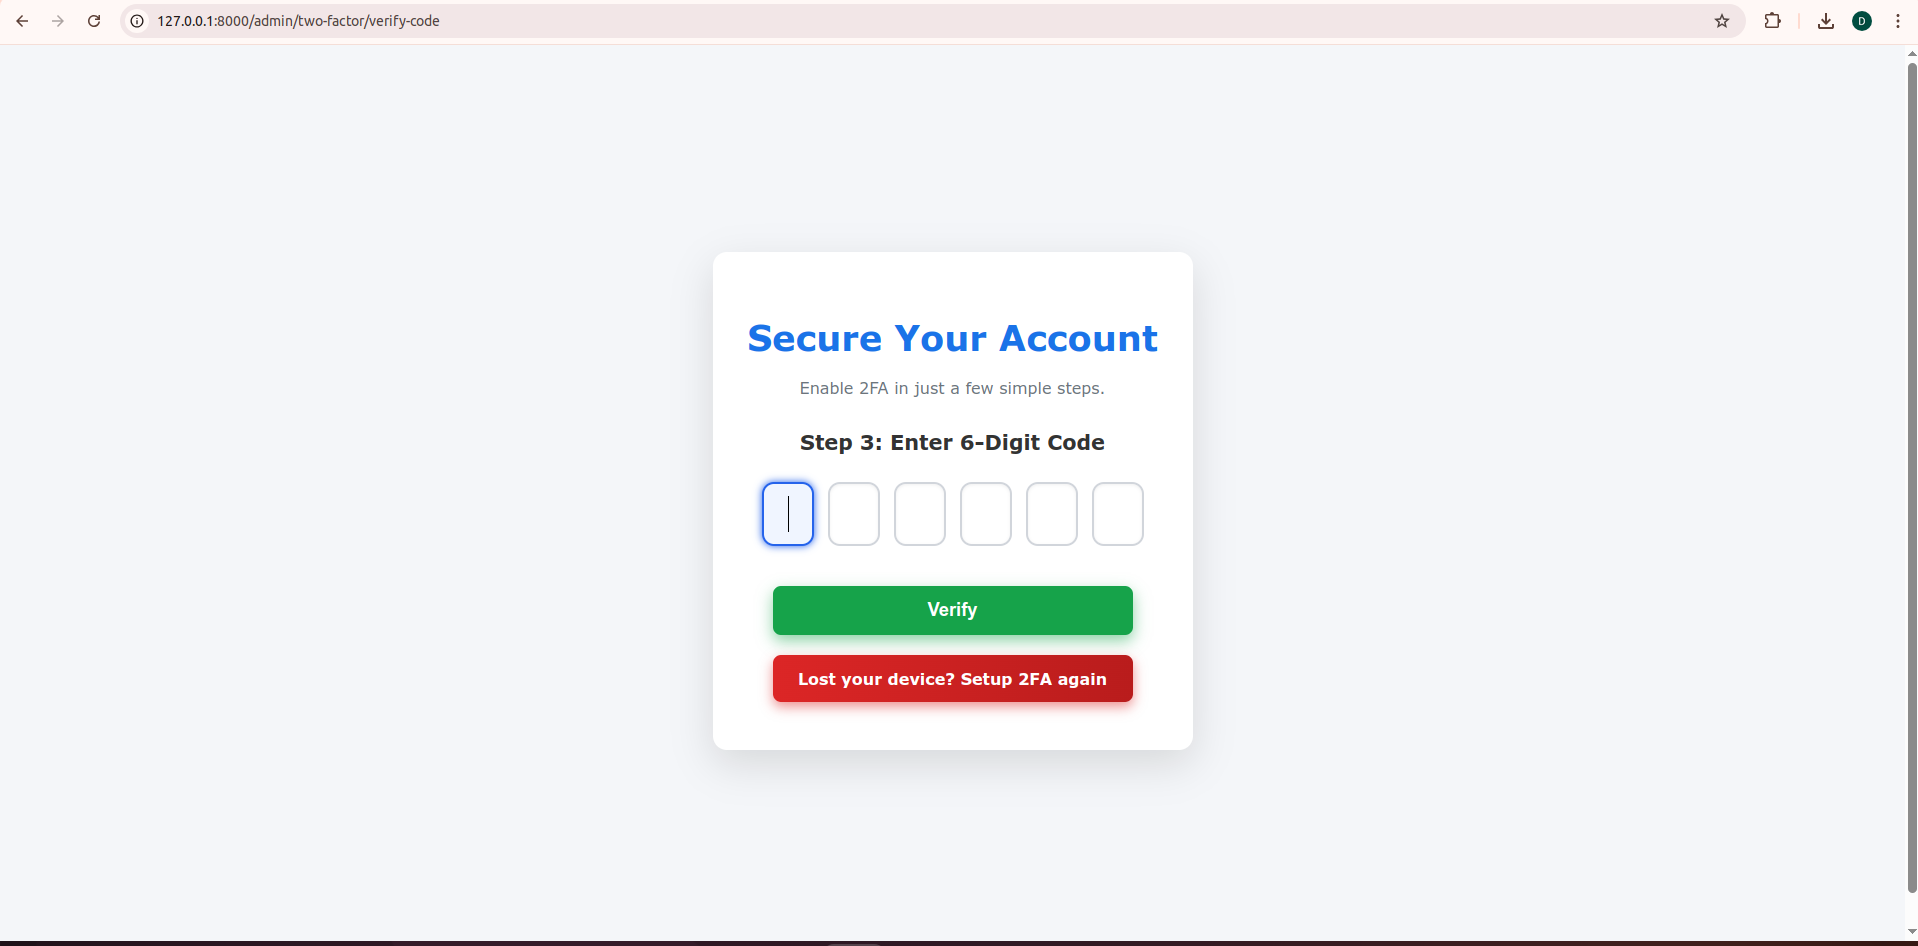 127.0.0.1:8000/admin/two-factor/verify-code
D
Secure Your Account
Enable 2FA in just a few simple steps.
Step 3: Enter 6-Digit Code
Verify
Lost your device? Setup 2FA again